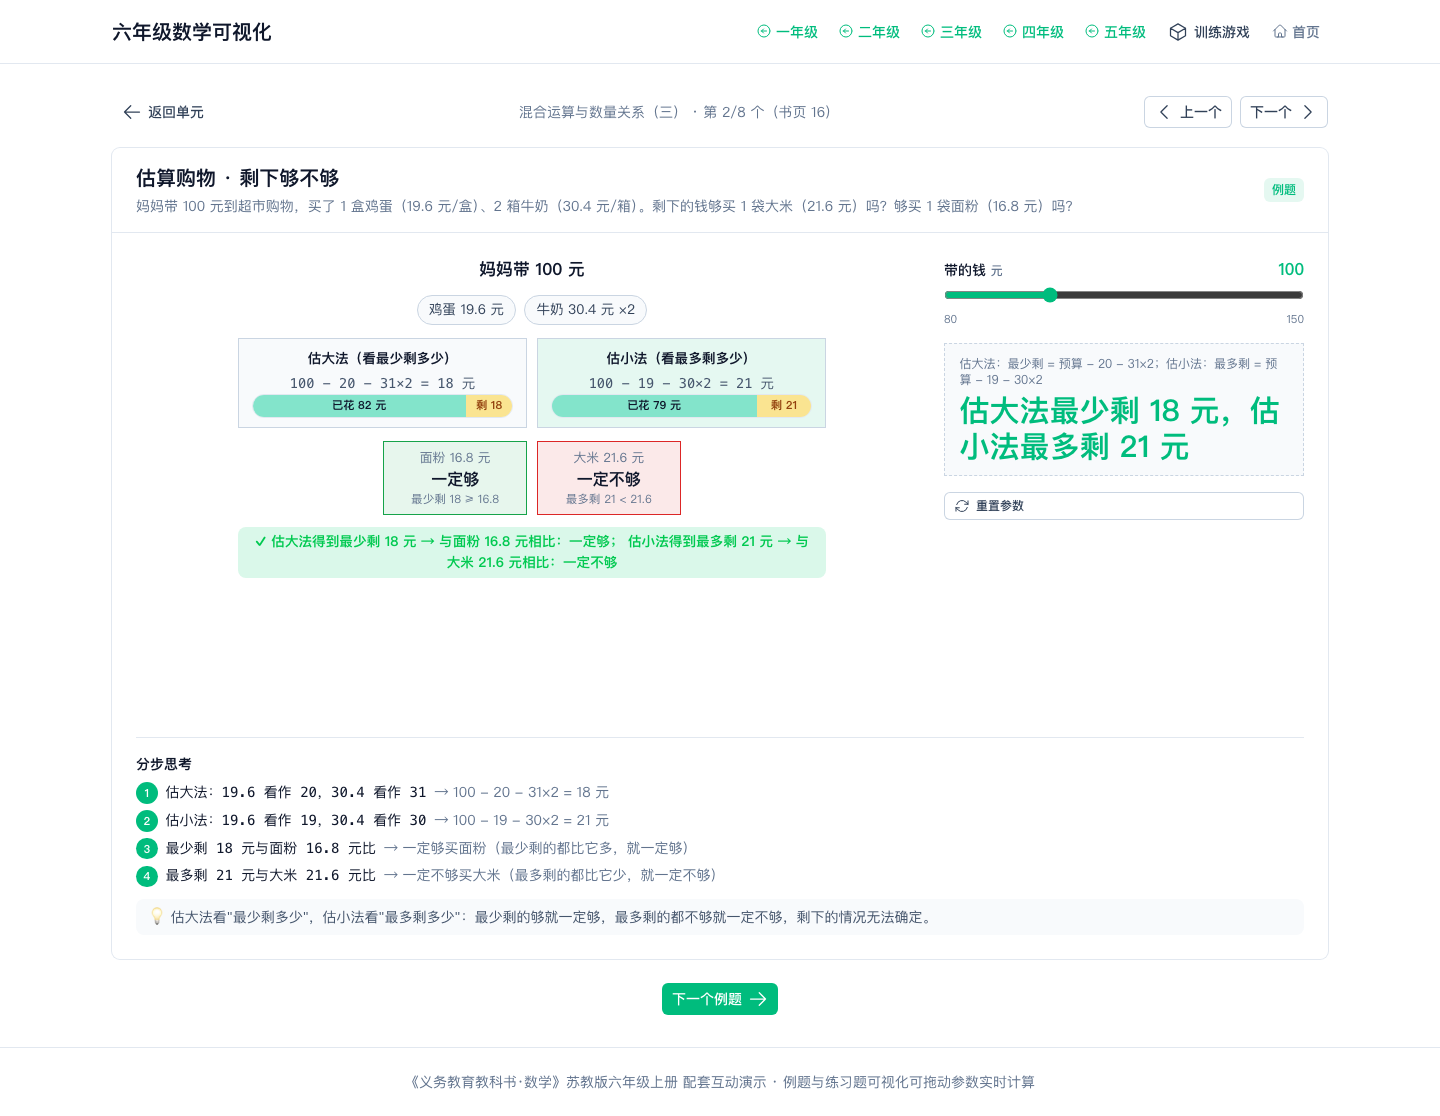 六年级数学可视化
一年级 二年级 三年级 四年级 五年级 训练游戏 首页
返回单元
混合运算与数量关系（三） · 第 2/8 个（书页 16）
上一个 下一个
估算购物 · 剩下够不够
例题
妈妈带 100 元到超市购物，买了 1 盒鸡蛋（19.6 元/盒）、2 箱牛奶（30.4 元/箱）。剩下的钱够买 1 袋大米（21.6 元）吗？够买 1 袋面粉（16.8 元）吗？
妈妈带 100 元
鸡蛋 19.6 元 牛奶 30.4 元 ×2
估大法（看最少剩多少）
100 − 20 − 31×2 = 18 元
已花 82 元 剩 18
估小法（看最多剩多少）
100 − 19 − 30×2 = 21 元
已花 79 元 剩 21
面粉 16.8 元
一定够
最少剩 18 ≥ 16.8
大米 21.6 元
一定不够
最多剩 21 < 21.6
✓ 估大法得到最少剩 18 元 → 与面粉 16.8 元相比：一定够； 估小法得到最多剩 21 元 → 与
大米 21.6 元相比：一定不够
带的钱 元 100
80 150
估大法：最少剩 = 预算 − 20 − 31×2；估小法：最多剩 = 预
算 − 19 − 30×2
估大法最少剩 18 元，估
小法最多剩 21 元
重置参数
分步思考
1 估大法：19.6 看作 20，30.4 看作 31 → 100 − 20 − 31×2 = 18 元
2 估小法：19.6 看作 19，30.4 看作 30 → 100 − 19 − 30×2 = 21 元
3 最少剩 18 元与面粉 16.8 元比 → 一定够买面粉（最少剩的都比它多，就一定够）
4 最多剩 21 元与大米 21.6 元比 → 一定不够买大米（最多剩的都比它少，就一定不够）
💡 估大法看"最少剩多少"，估小法看"最多剩多少"：最少剩的够就一定够，最多剩的都不够就一定不够，剩下的情况无法确定。
下一个例题
《义务教育教科书·数学》苏教版六年级上册 配套互动演示 · 例题与练习题可视化可拖动参数实时计算